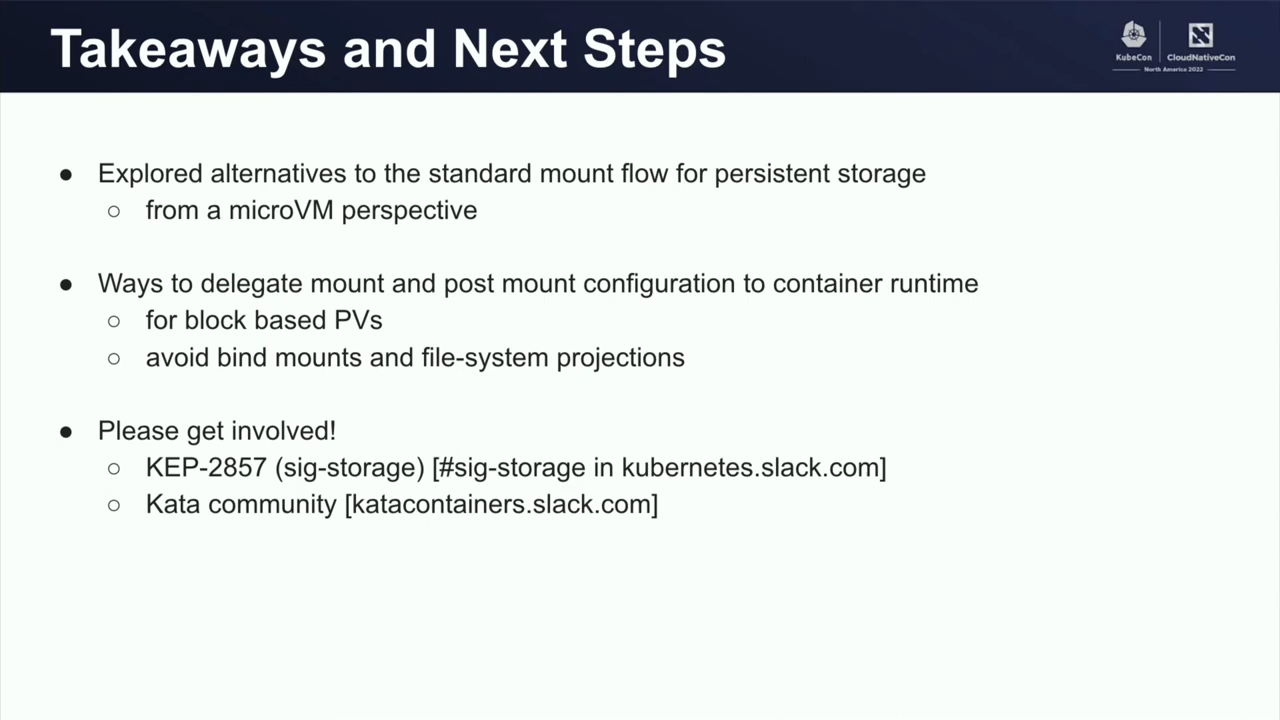 Takeaways and Next Steps
KubeCon
CloudNativeCon
North America 2022
● Explored alternatives to the standard mount flow for persistent storage
○ from a microVM perspective
● Ways to delegate mount and post mount configuration to container runtime
○ for block based PVs
○ avoid bind mounts and file-system projections
● Please get involved!
○ KEP-2857 (sig-storage) [#sig-storage in kubernetes.slack.com]
○ Kata community [katacontainers.slack.com]